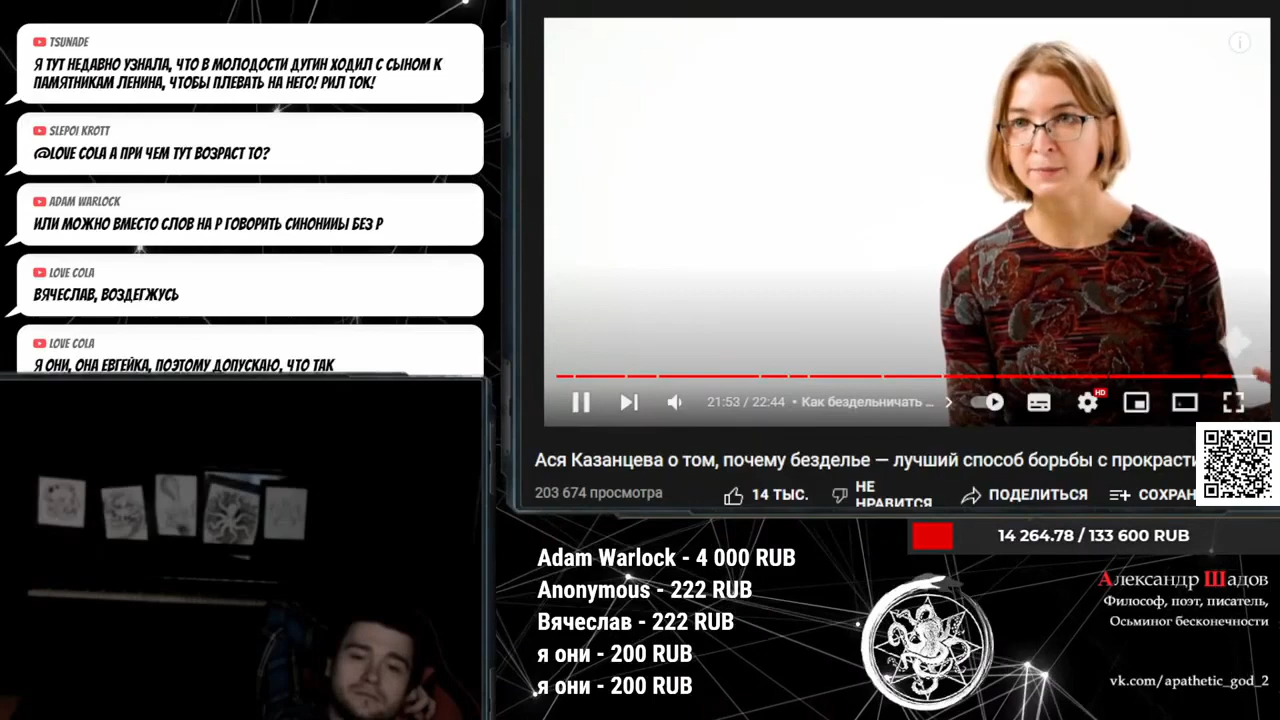 TSUNADE
Я ТУТ НЕДАВНО УЗНАЛА, ЧТО В МОЛОДОСТИ ДУГИН ХОДИЛ С СЫНОМ К
ПАМЯТНИКАМ ЛЕНИНА, ЧТОБЫ ПЛЕВАТЬ НА НЕГО! РИЛ ТОК!
SLEPOI KROTT
@LOVE COLA А ПРИ ЧЕМ ТУТ ВОЗРАСТ ТО?
ADAM WARLOCK
ИЛИ МОЖНО ВМЕСТО СЛОВ НА Р ГОВОРИТЬ СИНОНИИЫ БЕЗ Р
LOVE COLA
ВЯЧЕСЛАВ, ВОЗДЕГЖУСЬ
LOVE COLA
Я ОНИ, ОНА ЕВГЕЙКА, ПОЭТОМУ ДОПУСКАЮ, ЧТО ТАК
21:53 / 22:44 • Как бездельничать ...
HD
Ася Казанцева о том, почему безделье — лучший способ борьбы с прокрасти
203 674 просмотра
14 ТЫС.
НЕ
НРАВИТСЯ
ПОДЕЛИТЬСЯ
СОХРАН
14 264.78 / 133 600 RUB
Adam Warlock - 4 000 RUB
Anonymous - 222 RUB
Вячеслав - 222 RUB
я они - 200 RUB
я они - 200 RUB
Александр Шадов
Философ, поэт, писатель,
Осьминог бесконечности
vk.com/apathetic_god_2